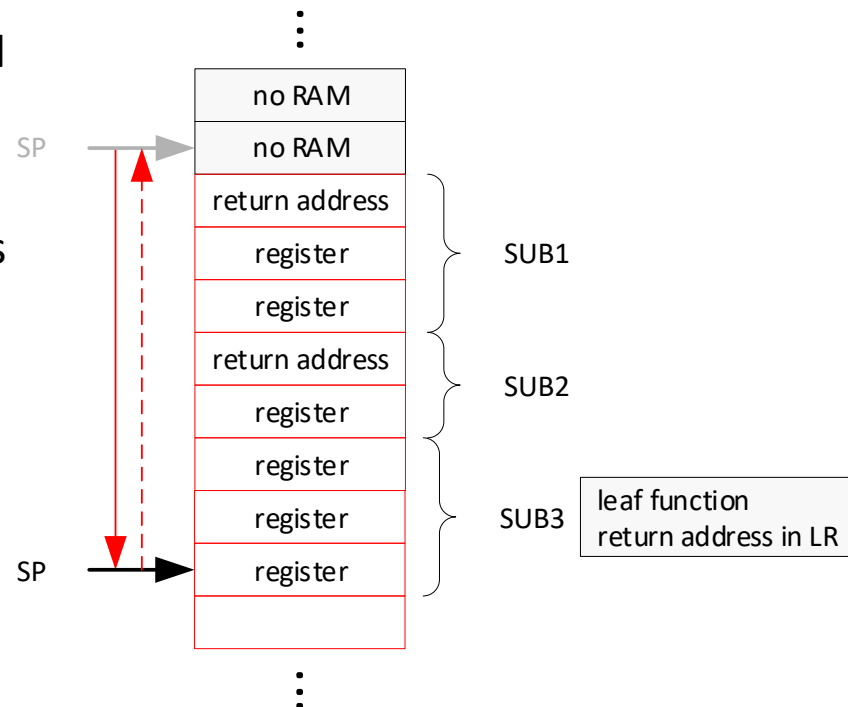 no RAM
SP
no RAM
return address
register
SUB1
register
return address
SUB2
register
register
register
SUB3
leaf function
return address in LR
SP
register